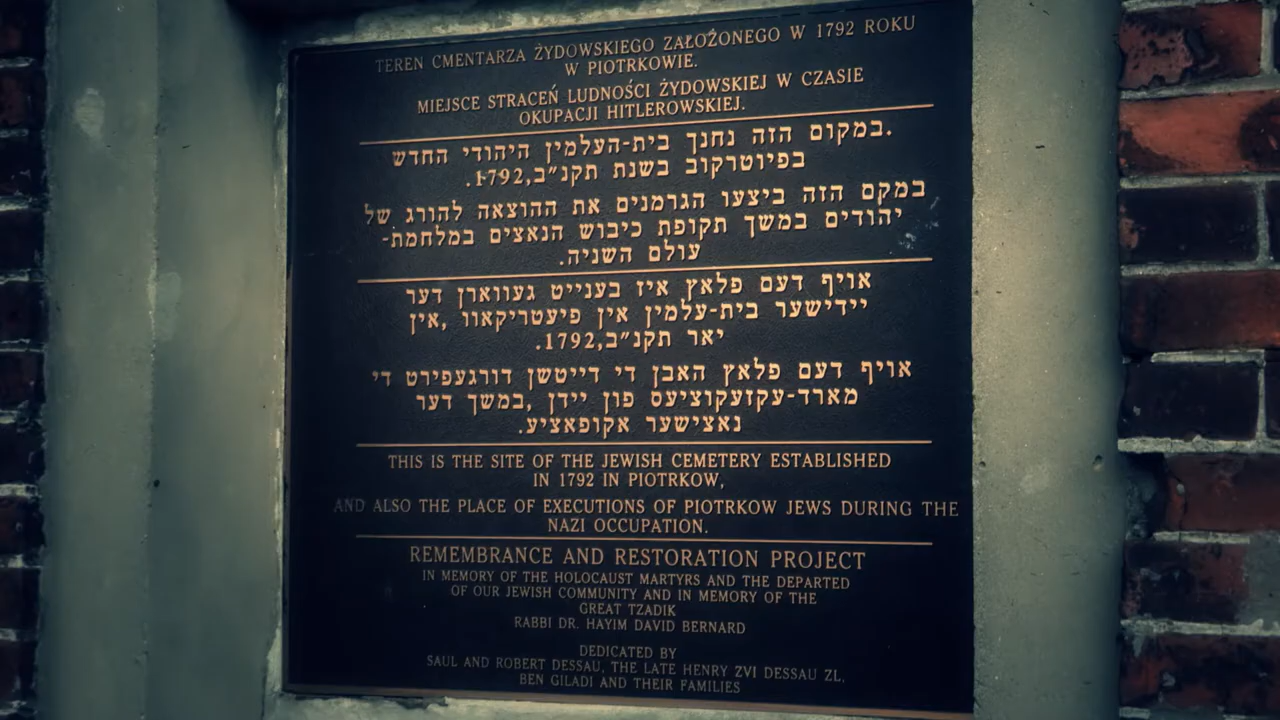 TEREN CMENTARZA ŻYDOWSKIEGO ZAŁOŻONEGO W 1792 ROKU
W PIOTRKOWIE.
MIEJSCE STRACEŃ LUDNOŚCI ŻYDOWSKIEJ W CZASIE
OKUPACJI HITLEROWSKIEJ.
במקום הזה נחנך בית-העלמין היהודי החדש.
בפיוטרקוב בשנת תקנ״ב,1792.
במקם הזה ביצעו הגרמנים את ההוצאה להורג של
יהודים במשך תקופת כיבוש הנאצים במלחמת-
עולם השניה.
אויף דעם פלאץ איז בענייט געווארן דער
יידישער בית-עלמין אין פיעטריקאוו ,אין
יאר תקנ״ב,1792.
אויף דעם פלאץ האבן די דייטשן דורגעפירט די
מארד-עקזעקוציעס פון יידן ,במשך דער
נאצישער אקופאציע.
THIS IS THE SITE OF THE JEWISH CEMETERY ESTABLISHED
IN 1792 IN PIOTRKOW,
AND ALSO THE PLACE OF EXECUTIONS OF PIOTRKOW JEWS DURING THE
NAZI OCCUPATION.
REMEMBRANCE AND RESTORATION PROJECT
IN MEMORY OF THE HOLOCAUST MARTYRS AND THE DEPARTED
OF OUR JEWISH COMMUNITY AND IN MEMORY OF THE
GREAT TZADIK
RABBI DR. HAYIM DAVID BERNARD
DEDICATED BY
SAUL AND ROBERT DESSAU, THE LATE HENRY ZVI DESSAU ZL,
BEN GILADI AND THEIR FAMILIES